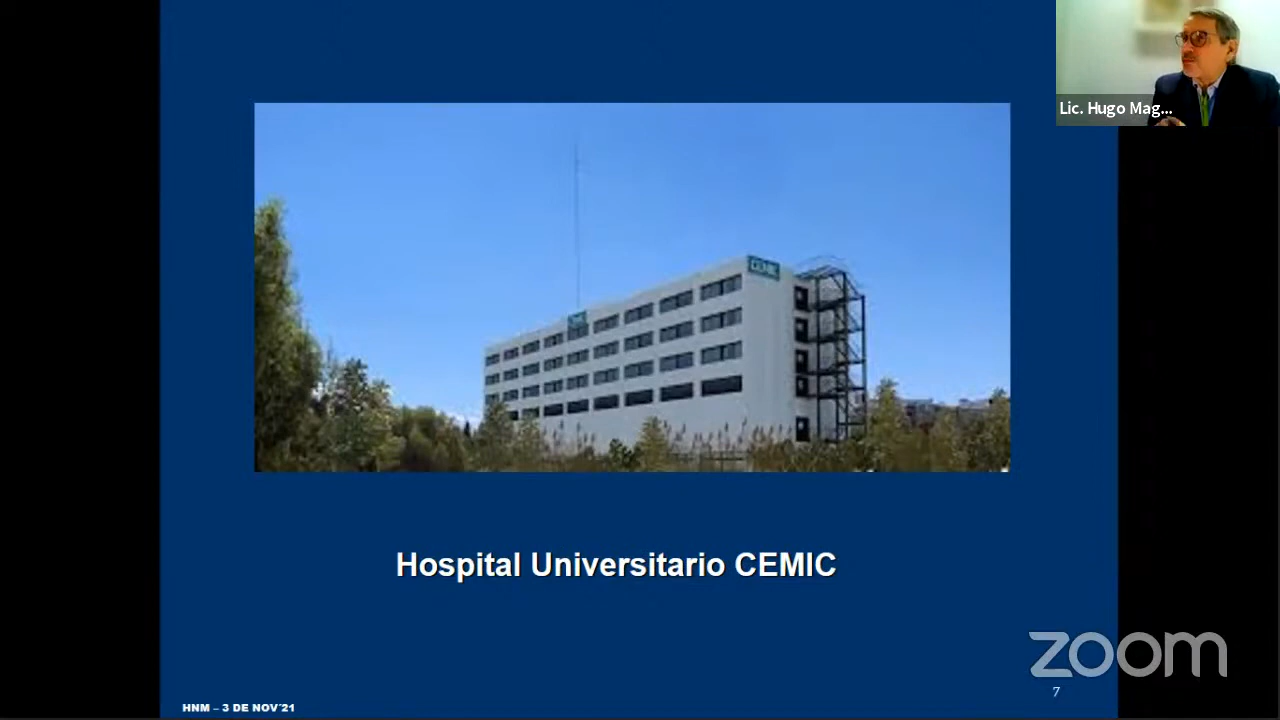 Lic. Hugo Mag...
CEMIC
Hospital Universitario CEMIC
zoom
7
HNM – 3 DE NOV´21